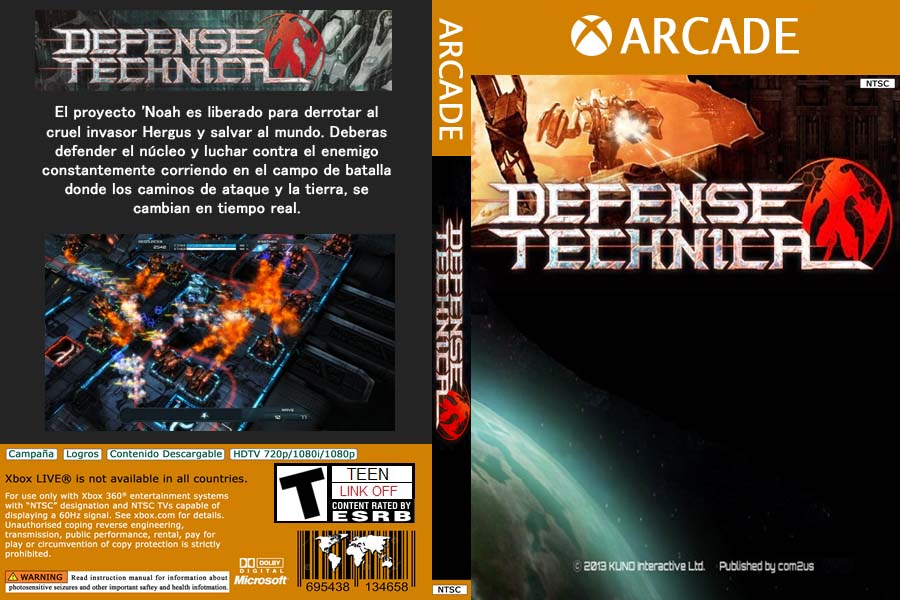 DEFENSE
TECHNICA
El proyecto 'Noah es liberado para derrotar al
cruel invasor Hergus y salvar al mundo. Deberas
defender el núcleo y luchar contra el enemigo
constantemente corriendo en el campo de batalla
donde los caminos de ataque y la tierra, se
cambian en tiempo real.
WAVE
Campaña
Logros
Contenido Descargable
HDTV 720p/1080i/1080p
Xbox LIVE® is not available in all countries.
For use only with Xbox 360® entertainment systems
with “NTSC” designation and NTSC TVs capable of
displaying a 60Hz signal. See xbox.com for details.
Unauthorised coping reverse engineering,
transmission, public performance, rental, pay for
play or circumvention of copy protection is strictly
prohibited.
WARNING Read instruction manual for information about
photosensitive seizures and other important saftey and health infotmation.
T
TEEN
LINK OFF
CONTENT RATED BY
ESRB
DOLBY
DIGITAL
Microsoft
695438 134658
ARCADE
DEFENSE
TECHNICA
NTSC
ARCADE
NTSC
DEFENSE
TECHNICA
© 2013 KUNO Interactive Ltd. Published by com2us